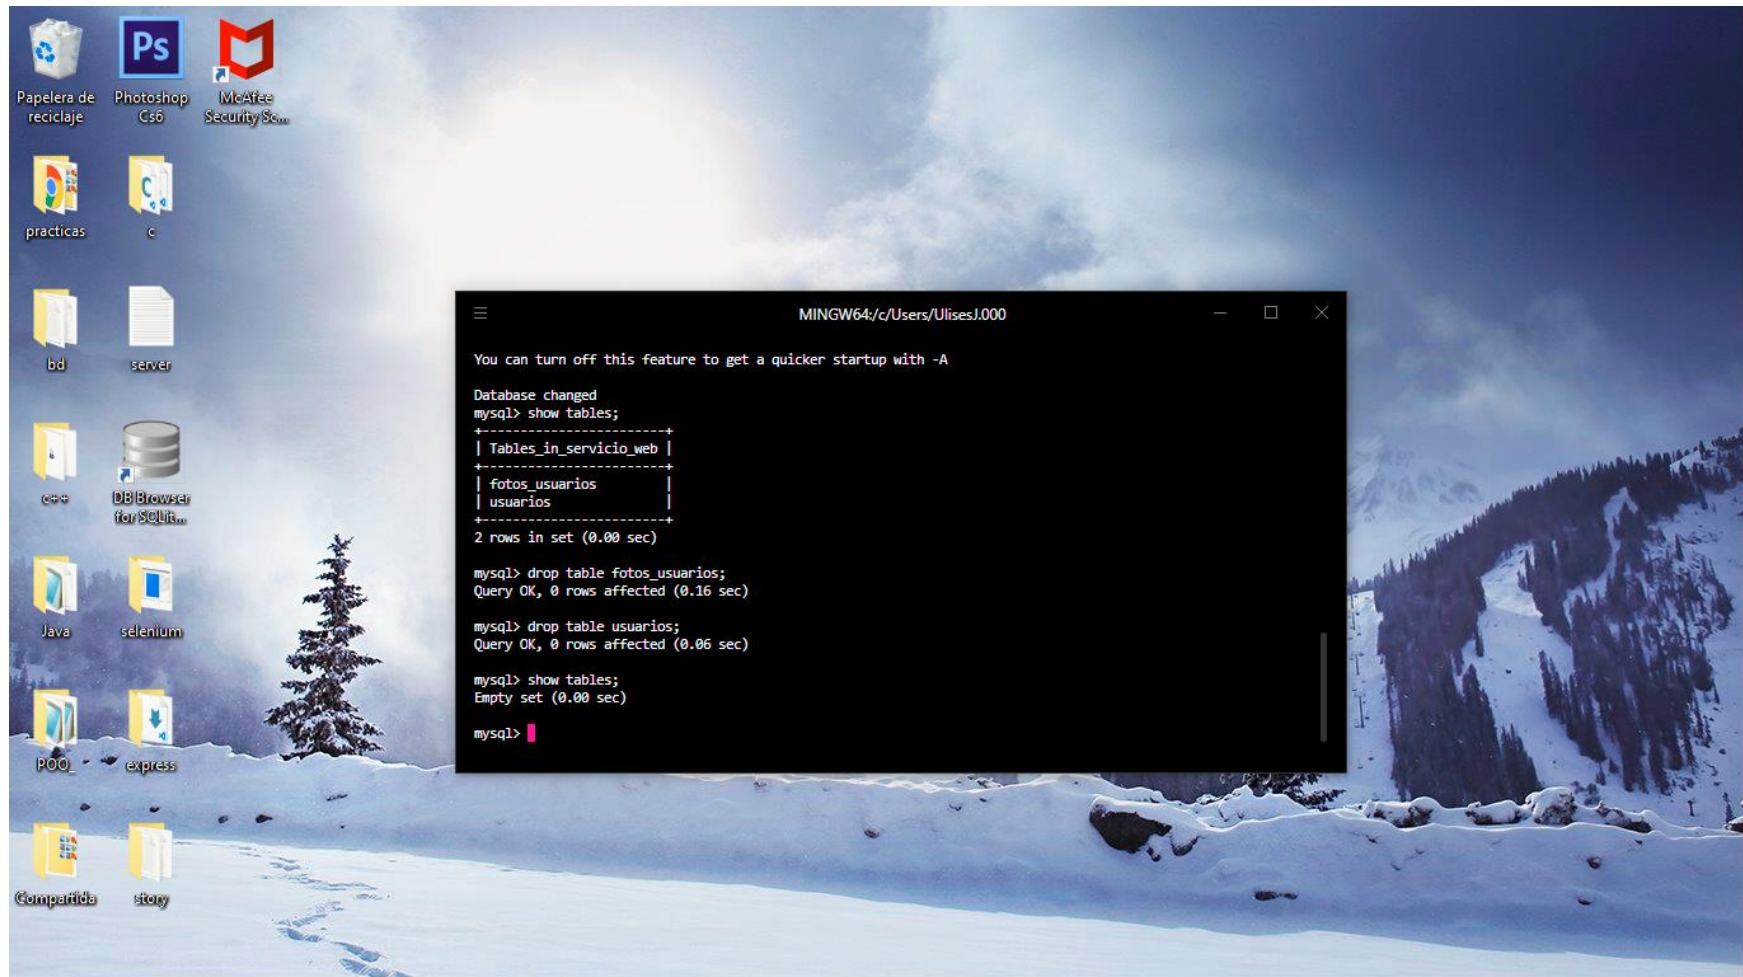 Papelera de
reciclaje
Ps
Photoshop
Cs6
McAfee
Security Sc...
practicas
C
c
bd
server
c++
DB Browser
for SQLit...
Java
selenium
POO_
express
Compartida
story
MINGW64:/c/Users/UlisesJ.000
You can turn off this feature to get a quicker startup with -A
Database changed
mysql> show tables;
+------------------------+
| Tables_in_servicio_web |
+------------------------+
| fotos_usuarios         |
| usuarios               |
+------------------------+
2 rows in set (0.00 sec)
mysql> drop table fotos_usuarios;
Query OK, 0 rows affected (0.16 sec)
mysql> drop table usuarios;
Query OK, 0 rows affected (0.06 sec)
mysql> show tables;
Empty set (0.00 sec)
mysql>